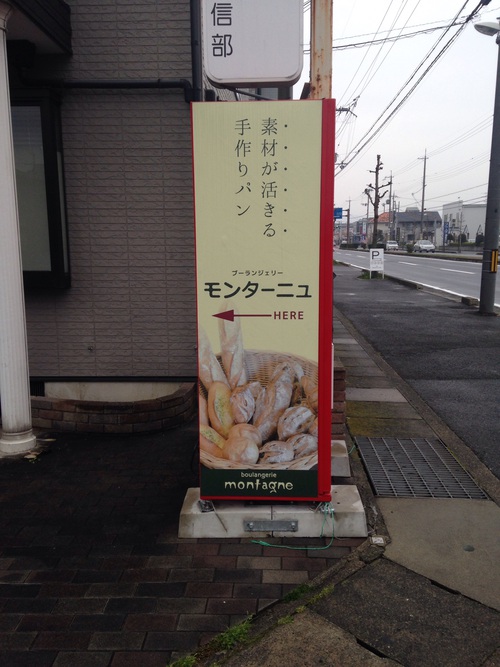 信部
素材が活きる
手作りパン
ブーランジェリー
モンターニュ
HERE
boulangerie
montagne
P